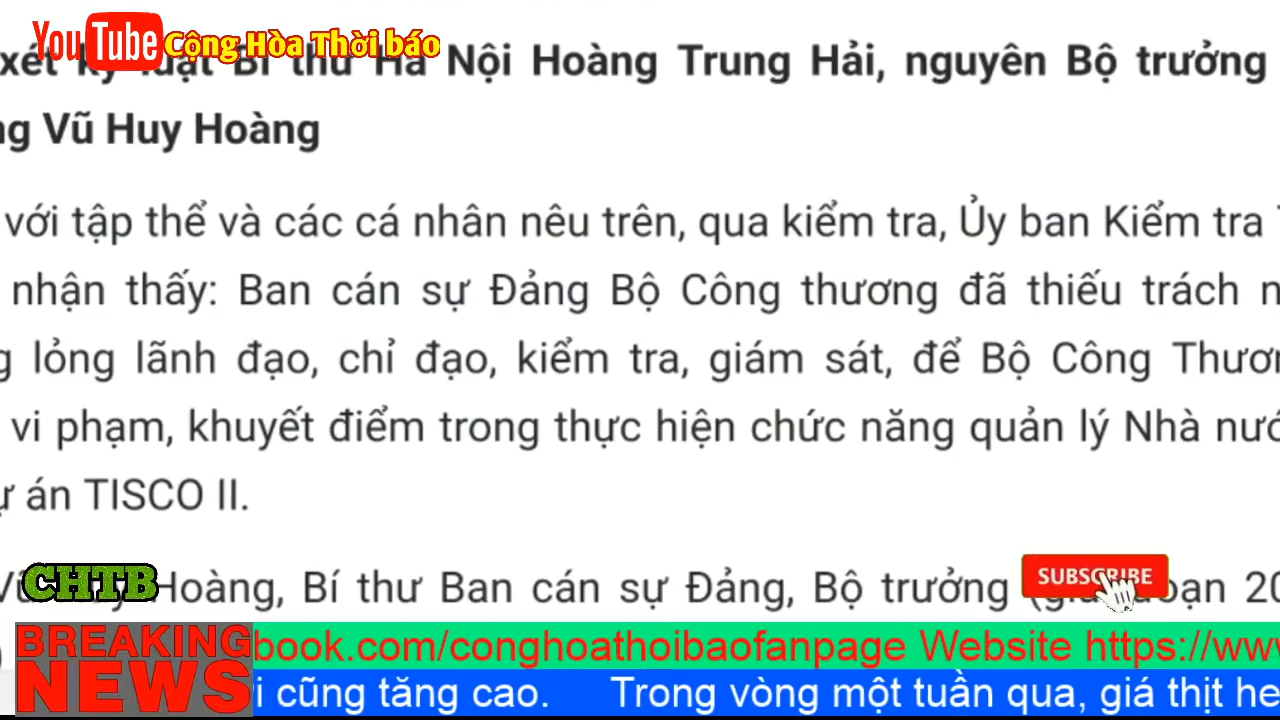 YouTube Cộng Hòa Thời báo
xét kỷ luật Bí thư Hà Nội Hoàng Trung Hải, nguyên Bộ trưởng
Vũ Huy Hoàng
với tập thể và các cá nhân nêu trên, qua kiểm tra, Ủy ban Kiểm tra
nhận thấy: Ban cán sự Đảng Bộ Công thương đã thiếu trách
lỏng lãnh đạo, chỉ đạo, kiểm tra, giám sát, để Bộ Công
vi phạm, khuyết điểm trong thực hiện chức năng quản lý Nhà
án TISCO II.
CHTB
Hoàng, Bí thư Ban cán sự Đảng, Bộ trưởng
SUBSCRIBE
BREAKING
NEWS
book.com/conghoathoibaofanpage Website https://ww
i cũng tăng cao. Trong vòng một tuần qua, giá thịt he